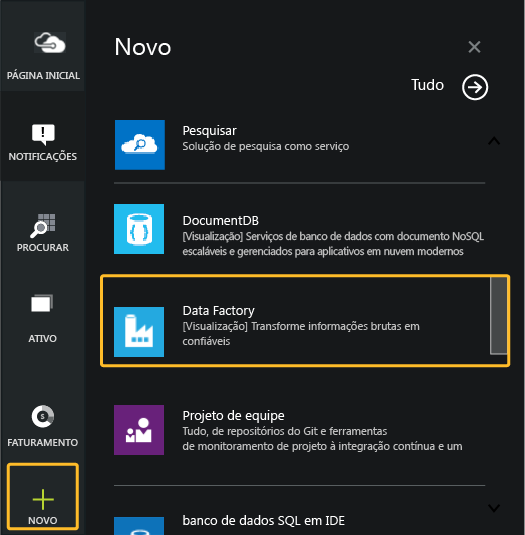 PÁGINA INICIAL
NOTIFICAÇÕES
PROCURAR
ATIVO
FATURAMENTO
NOVO
Novo
Tudo
Pesquisar
Solução de pesquisa como serviço
DocumentDB
[Visualização] Serviços de banco de dados com documento NoSQL
escaláveis e gerenciados para aplicativos em nuvem modernos
Data Factory
[Visualização] Transforme informações brutas em
confiáveis
Projeto de equipe
Tudo, de repositórios do Git e ferramentas
de monitoramento de projeto à integração contínua e um
banco de dados SQL em IDE